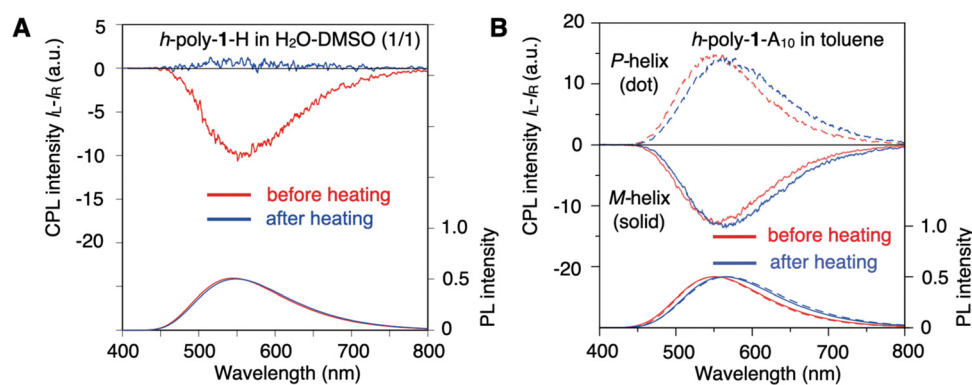 A
h-poly-1-H in H2O-DMSO (1/1)
CPL intensity IL-IR (a.u.)
5
0
-5
-10
-15
-20
before heating
after heating
1.0
0.5
0
PL intensity
400 500 600 700 800
Wavelength (nm)
B
h-poly-1-A10 in toluene
CPL intensity IL-IR (a.u.)
20
10
0
-10
-20
P-helix
(dot)
M-helix
(solid)
before heating
after heating
1.0
0.5
0
PL intensity
400 500 600 700 800
Wavelength (nm)